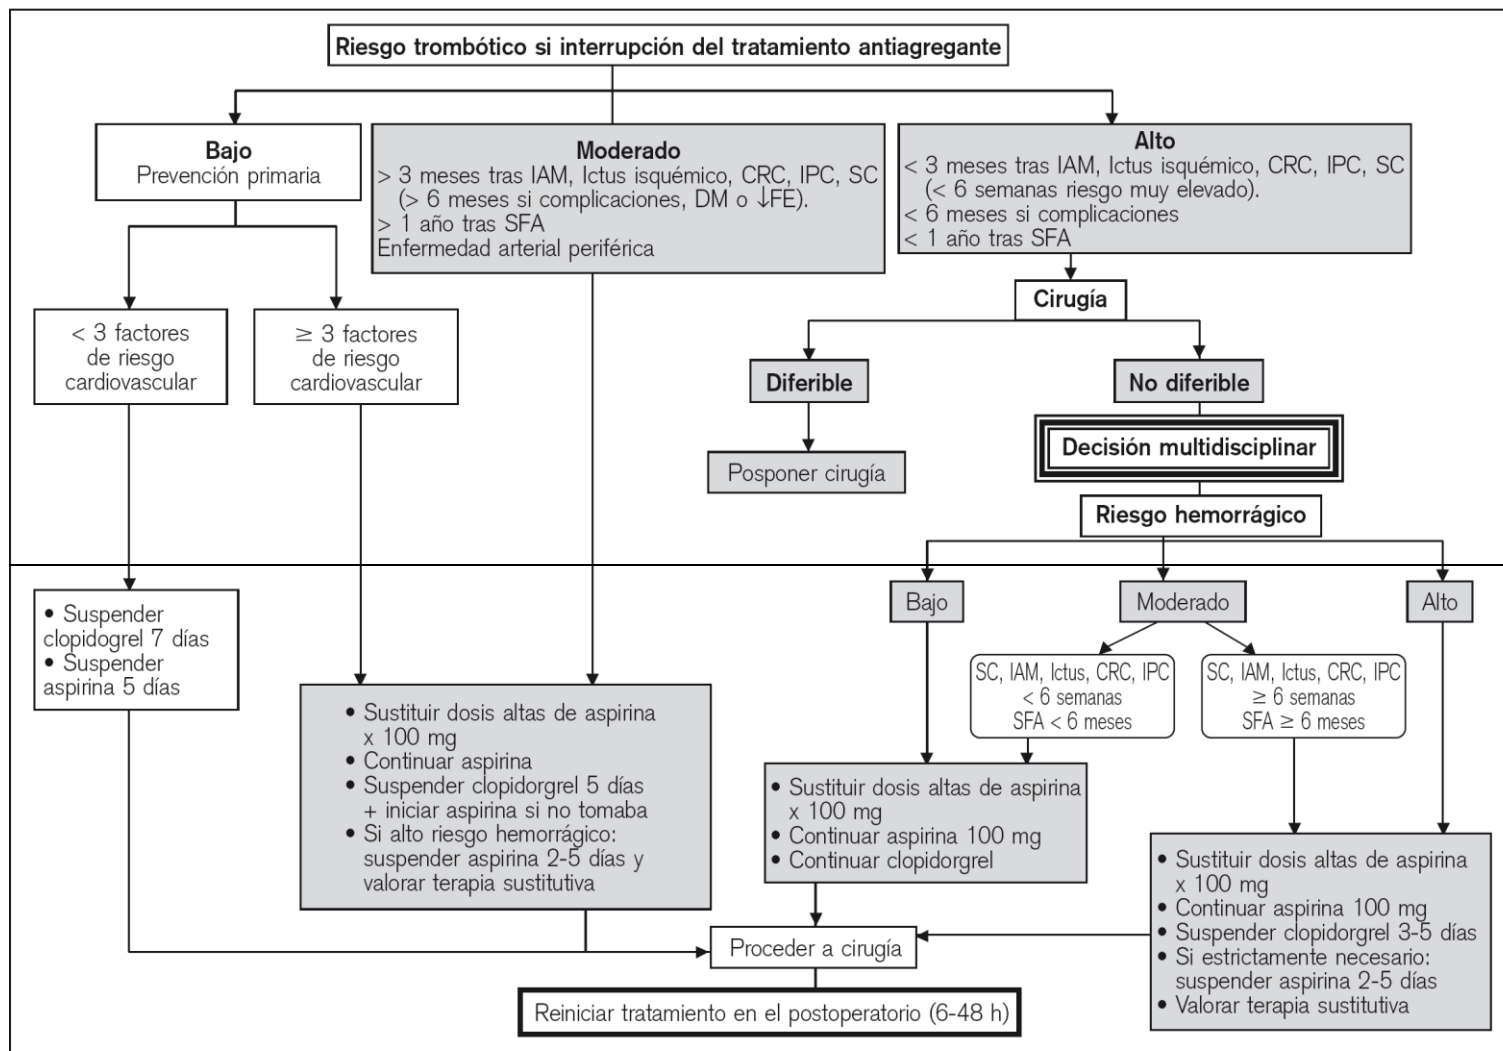 Riesgo trombótico si interrupción del tratamiento antiagregante
Bajo
Prevención primaria
Moderado
> 3 meses tras IAM, Ictus isquémico, CRC, IPC, SC
(> 6 meses si complicaciones, DM o ↓FE).
> 1 año tras SFA
Enfermedad arterial periférica
Alto
< 3 meses tras IAM, Ictus isquémico, CRC, IPC, SC
(< 6 semanas riesgo muy elevado).
< 6 meses si complicaciones
< 1 año tras SFA
Cirugía
< 3 factores
de riesgo
cardiovascular
≥ 3 factores
de riesgo
cardiovascular
Diferible
No diferible
Posponer cirugía
Decisión multidisciplinar
Riesgo hemorrágico
Bajo
Moderado
Alto
• Suspender
clopidogrel 7 días
• Suspender
aspirina 5 días
SC, IAM, Ictus, CRC, IPC
< 6 semanas
SFA < 6 meses
SC, IAM, Ictus, CRC, IPC
≥ 6 semanas
SFA ≥ 6 meses
• Sustituir dosis altas de aspirina
x 100 mg
• Continuar aspirina
• Suspender clopidorgrel 5 días
+ iniciar aspirina si no tomaba
• Si alto riesgo hemorrágico:
suspender aspirina 2-5 días y
valorar terapia sustitutiva
• Sustituir dosis altas de aspirina
x 100 mg
• Continuar aspirina 100 mg
• Continuar clopidorgrel
• Sustituir dosis altas de aspirina
x 100 mg
• Continuar aspirina 100 mg
• Suspender clopidorgrel 3-5 días
• Si estrictamente necesario:
suspender aspirina 2-5 días
• Valorar terapia sustitutiva
Proceder a cirugía
Reiniciar tratamiento en el postoperatorio (6-48 h)